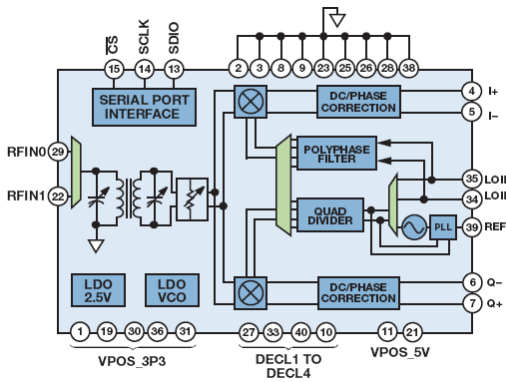 CS SCLK SDIO
15 14 13 2 3 8 9 23 25 26 28 38
SERIAL PORT
INTERFACE
DC/PHASE
CORRECTION
4 I+
5 I–
RFIN0 29
POLYPHASE
FILTER
35 LOII
RFIN1 22
34 LOII
QUAD
DIVIDER
PLL
39 REF
LDO
2.5V
LDO
VCO
DC/PHASE
CORRECTION
6 Q–
7 Q+
1 19 30 36 31 27 33 40 10 11 21
VPOS_3P3 DECL1 TO
DECL4
VPOS_5V